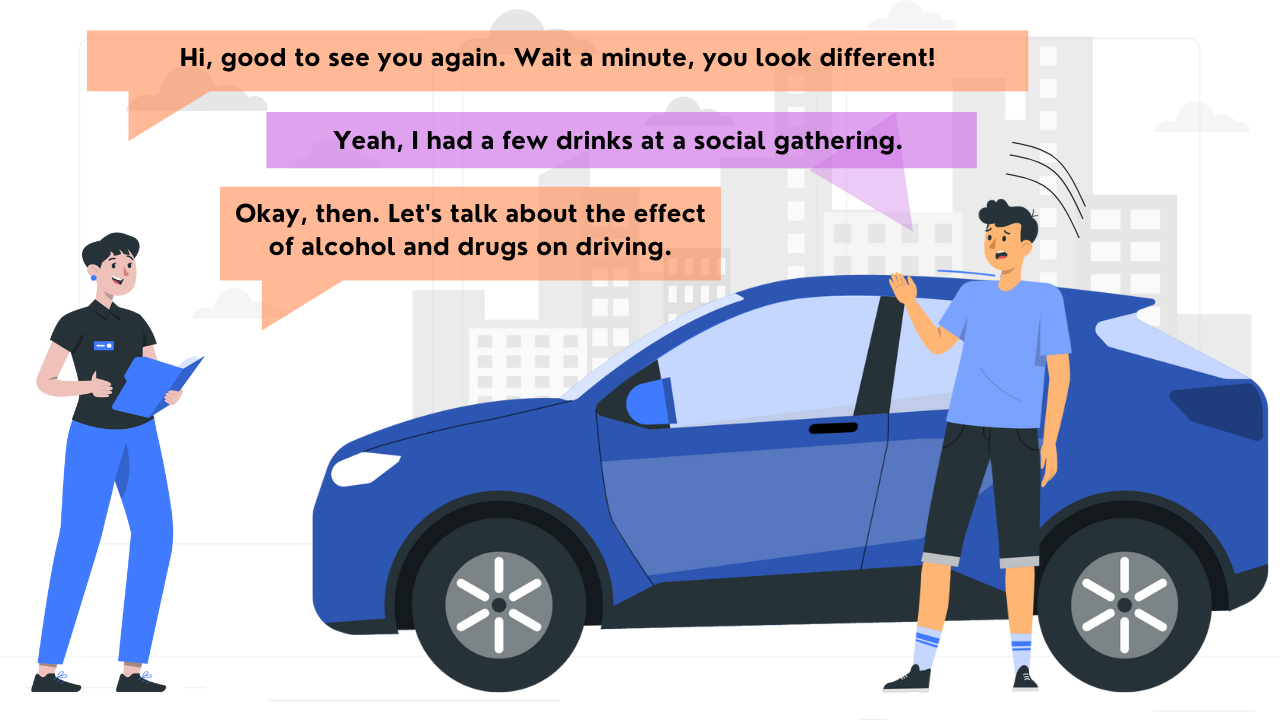 Hi, good to see you again. Wait a minute, you look different!
Yeah, I had a few drinks at a social gathering.
Okay, then. Let's talk about the effect
of alcohol and drugs on driving.